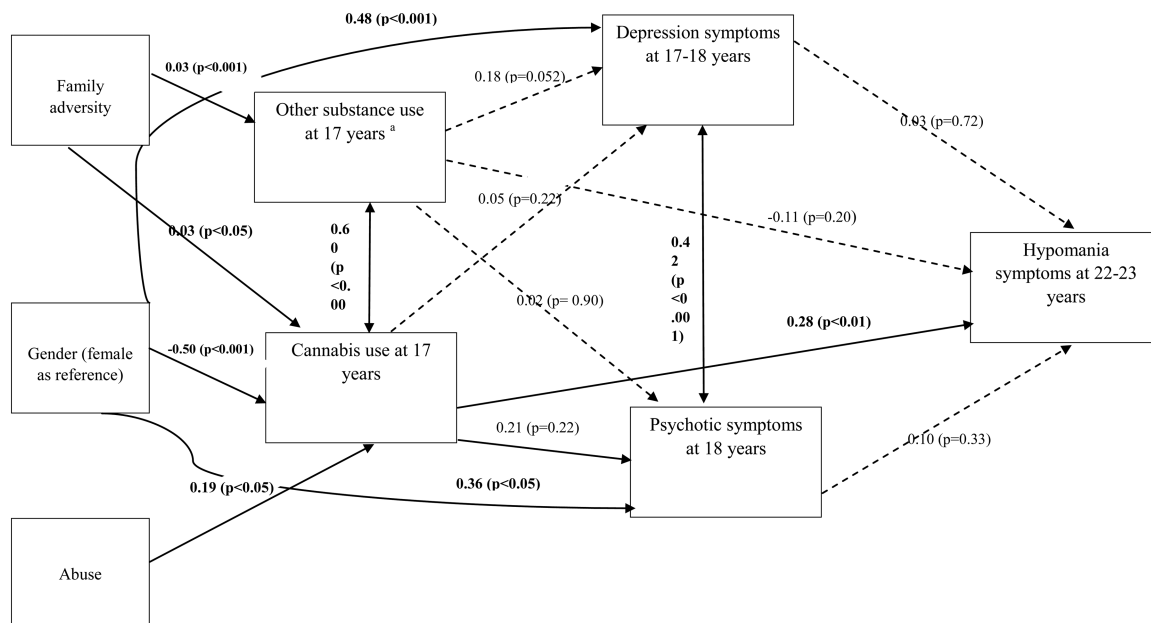 0.48 (p<0.001)
Depression symptoms
at 17-18 years
0.03 (p<0.001)
Family
adversity
0.18 (p=0.052)
Other substance use
at 17 years a
0.03 (p=0.72)
0.05 (p=0.22)
-0.11 (p=0.20)
0.03 (p<0.05)
0.6
0
(p
<0.
00
0.4
2
(p
<0
.00
1)
Hypomania
symptoms at 22-23
years
0.02 (p= 0.90)
0.28 (p<0.01)
Gender (female
as reference)
-0.50 (p<0.001)
Cannabis use at 17
years
0.21 (p=0.22)
Psychotic symptoms
at 18 years
0.10 (p=0.33)
0.19 (p<0.05)
0.36 (p<0.05)
Abuse